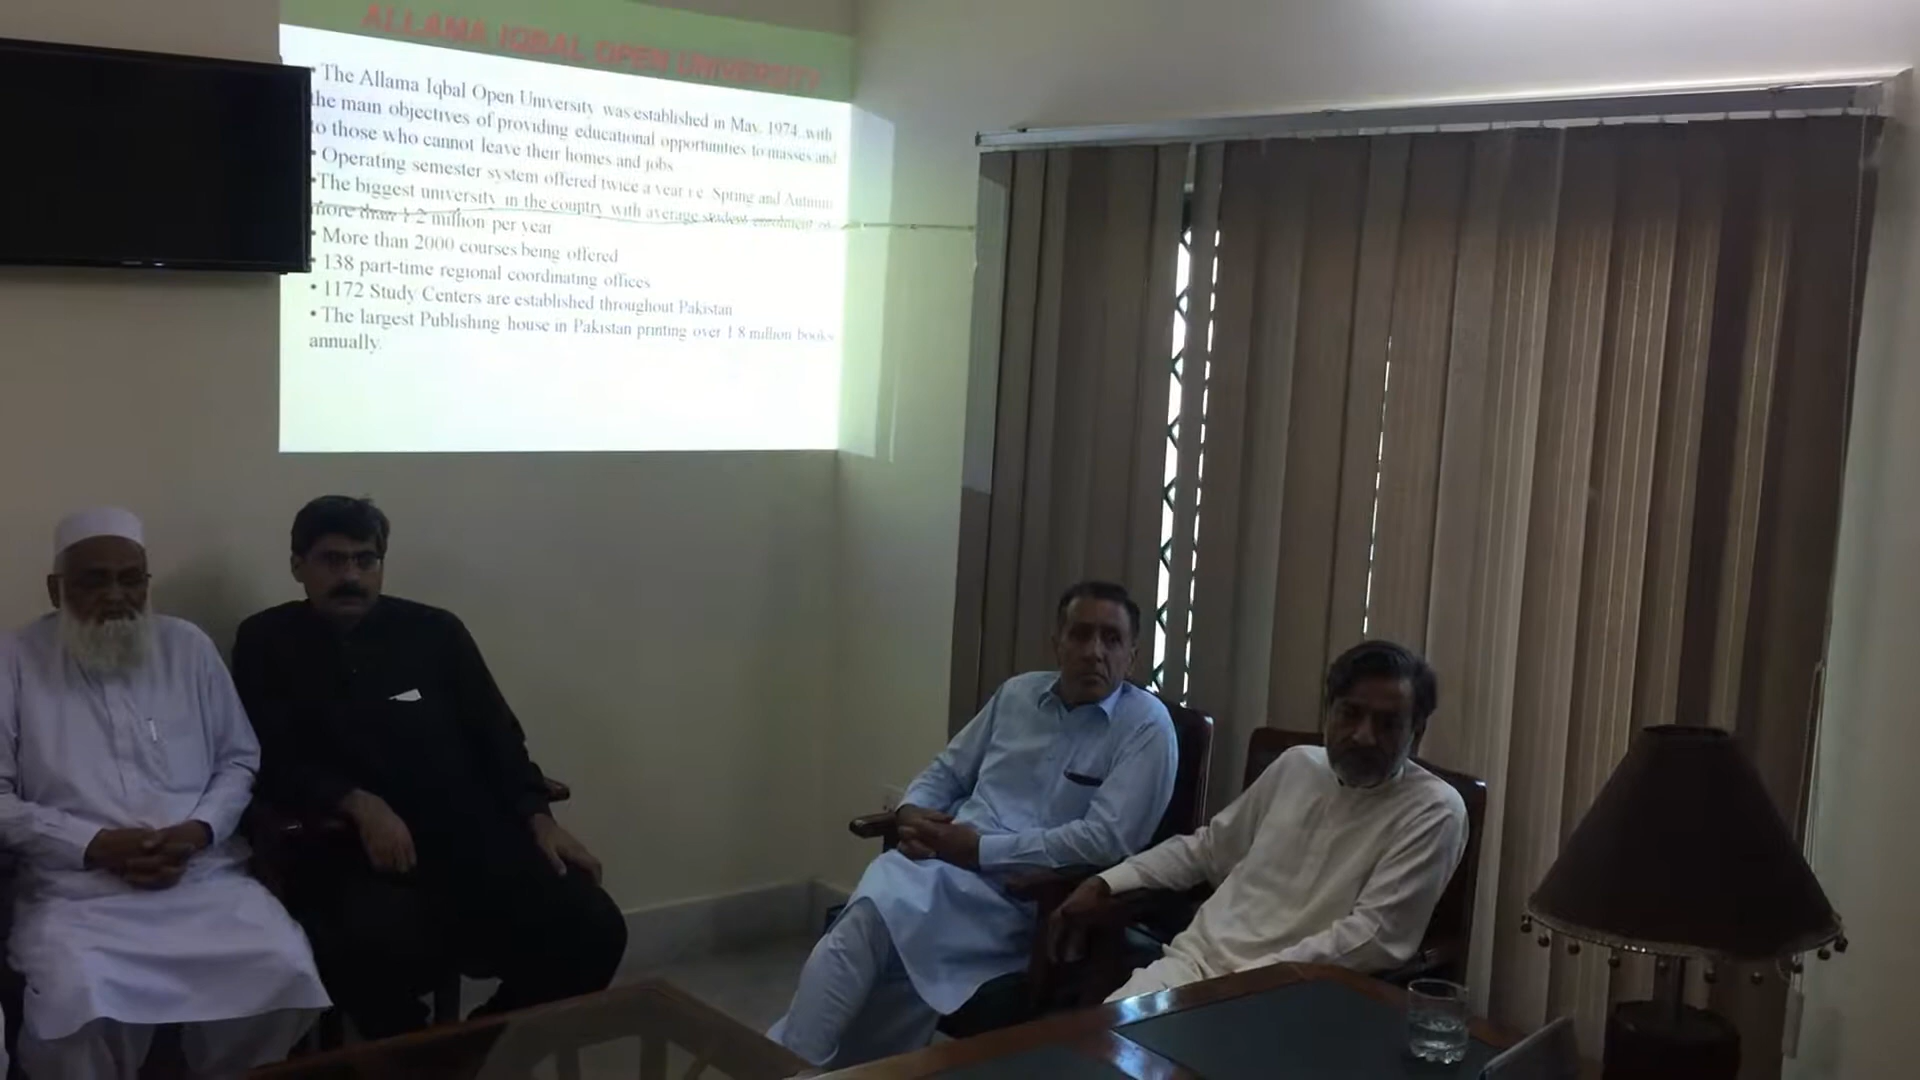 ALLAMA IQBAL OPEN UNIVERSITY
• The Allama Iqbal Open University was established in May, 1974 with
the main objectives of providing educational opportunities to masses and
to those who cannot leave their homes and jobs
• Operating semester system offered twice a year i.e. Spring and Autumn
•The biggest university in the country with average student enrolment of
more than 1.2 million per year
• More than 2000 courses being offered
• 138 part-time regional coordinating offices
• 1172 Study Centers are established throughout Pakistan
• The largest Publishing house in Pakistan printing over 1.8 million books
annually.